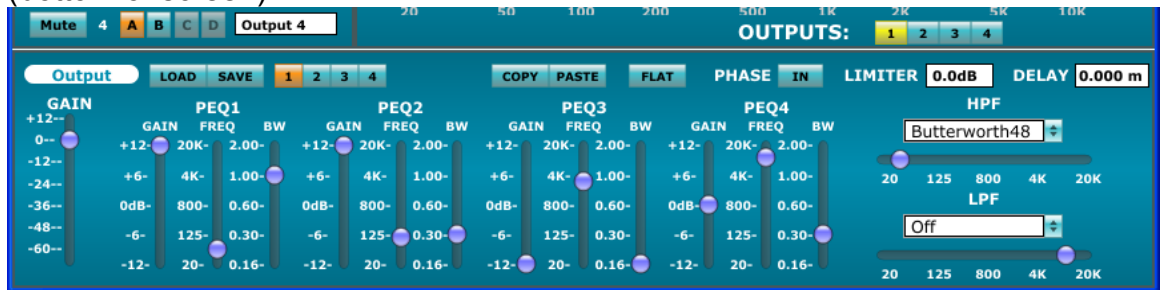 Mute 4 A B C D Output 4
20 50 100 200 500 1K 2K 5K 10K
OUTPUTS: 1 2 3 4
Output LOAD SAVE 1 2 3 4 COPY PASTE FLAT PHASE IN LIMITER 0.0dB DELAY 0.000 m
GAIN PEQ1 PEQ2 PEQ3 PEQ4 HPF
GAIN FREQ BW GAIN FREQ BW GAIN FREQ BW GAIN FREQ BW
Butterworth48
+12--
0--
-12--
-24--
-36--
-48--
-60--
+12- 20K- 2.00- +12- 20K- 2.00- +12- 20K- 2.00- +12- 20K- 2.00-
+6- 4K- 1.00- +6- 4K- 1.00- +6- 4K- 1.00- +6- 4K- 1.00-
0dB- 800- 0.60- 0dB- 800- 0.60- 0dB- 800- 0.60- 0dB- 800- 0.60-
-6- 125- 0.30- -6- 125- 0.30- -6- 125- 0.30- -6- 125- 0.30-
-12- 20- 0.16- -12- 20- 0.16- -12- 20- 0.16- -12- 20- 0.16-
20 125 800 4K 20K
LPF
Off
20 125 800 4K 20K